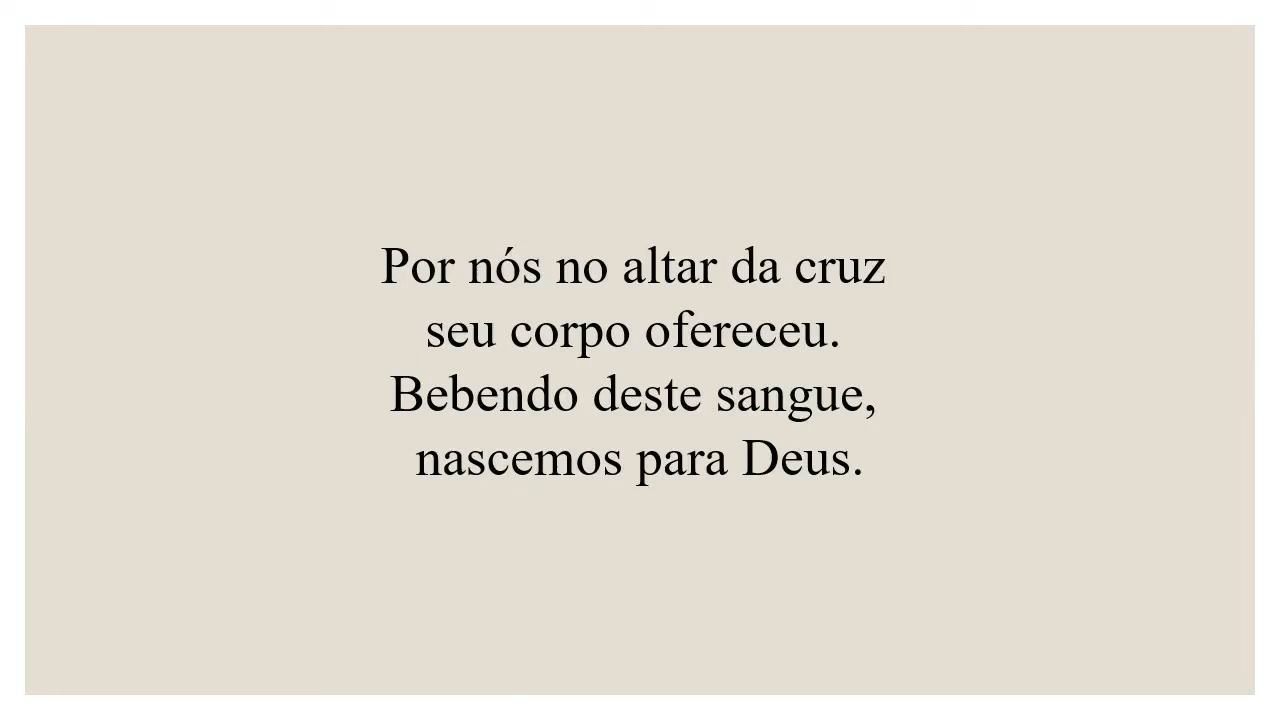 Por nós no altar da cruz
seu corpo ofereceu.
Bebendo deste sangue,
nascemos para Deus.